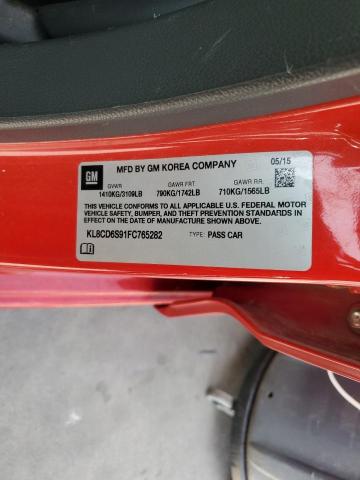 MFD BY GM KOREA COMPANY 05/15
GM
GVWR GAWR FRT GAWR RR
1410KG/3109LB 790KG/1742LB 710KG/1565LB
THIS VEHICLE CONFORMS TO ALL APPLICABLE U.S. FEDERAL MOTOR
VEHICLE SAFETY, BUMPER, AND THEFT PREVENTION STANDARDS IN
EFFECT ON THE DATE OF MANUFACTURE SHOWN ABOVE.
KL8CD6S91FC765282 TYPE: PASS CAR